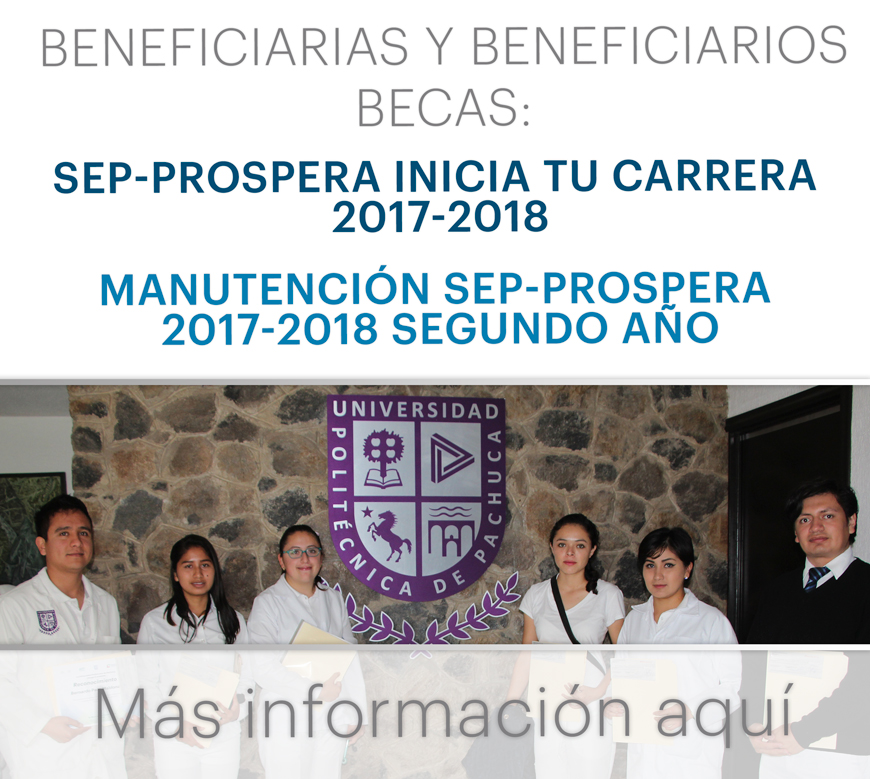 BENEFICIARIAS Y BENEFICIARIOS
BECAS:
SEP-PROSPERA INICIA TU CARRERA
2017-2018
MANUTENCIÓN SEP-PROSPERA
2017-2018 SEGUNDO AÑO
UNIVERSIDAD
POLITÉCNICA DE PACHUCA
Más información aquí